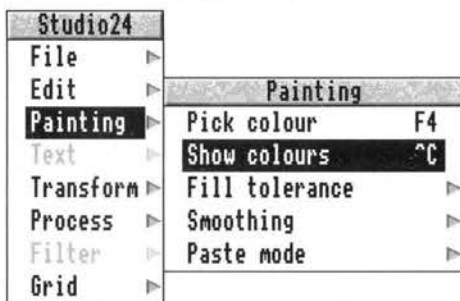 Studio24
File
Edit
Painting
Text
Transform
Process
Filter
Grid
Painting
Pick colour F4
Show colours ^C
Fill tolerance
Smoothing
Paste mode